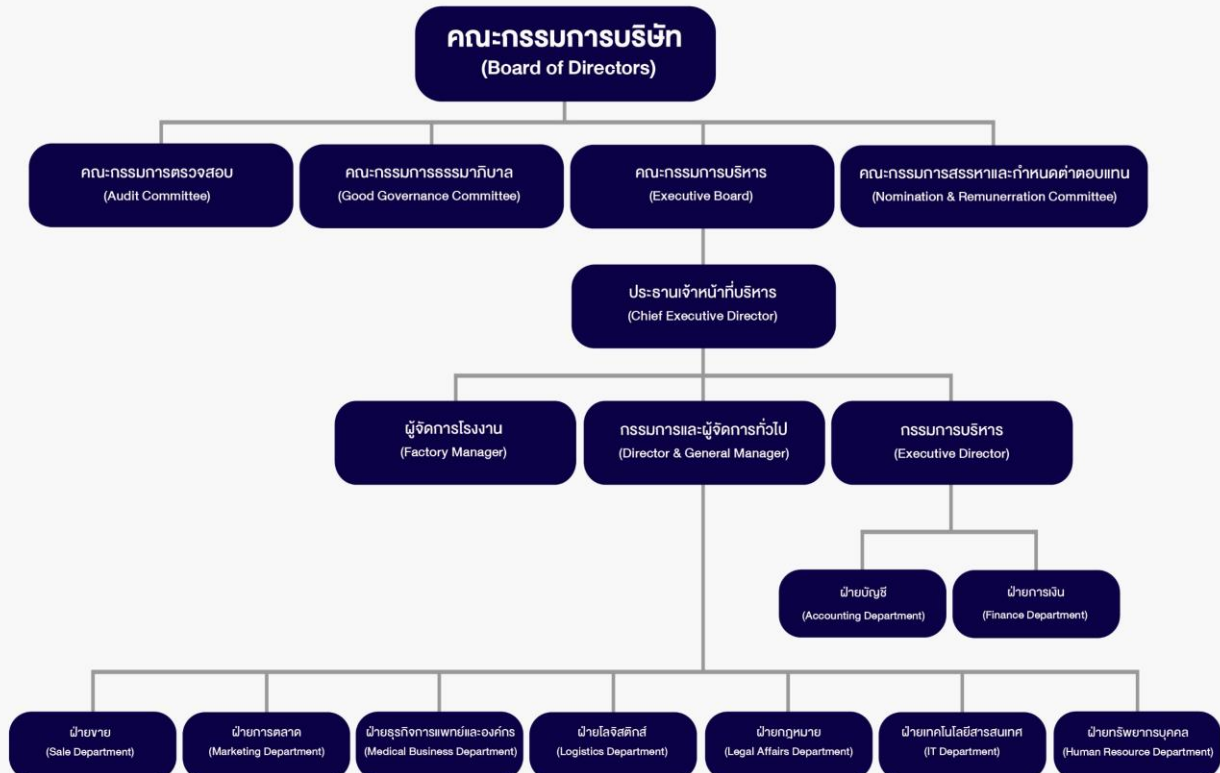 คณะกรรมการบริษัท
(Board of Directors)
คณะกรรมการตรวจสอบ
(Audit Committee)
คณะกรรมการธรรมาภิบาล
(Good Governance Committee)
คณะกรรมการบริหาร
(Executive Board)
คณะกรรมการสรรหาและกำหนดค่าตอบแทน
(Nomination & Remunerration Committee)
ประธานเจ้าหน้าที่บริหาร
(Chief Executive Director)
ผู้จัดการโรงงาน
(Factory Manager)
กรรมการและผู้จัดการทั่วไป
(Director & General Manager)
กรรมการบริหาร
(Executive Director)
ฝ่ายบัญชี
(Accounting Department)
ฝ่ายการเงิน
(Finance Department)
ฝ่ายขาย
(Sale Department)
ฝ่ายการตลาด
(Marketing Department)
ฝ่ายธุรกิจการแพทย์และองค์กร
(Medical Business Department)
ฝ่ายโลจิสติกส์
(Logistics Department)
ฝ่ายกฎหมาย
(Legal Affairs Department)
ฝ่ายเทคโนโลยีสารสนเทศ
(IT Department)
ฝ่ายทรัพยากรบุคคล
(Human Resource Department)